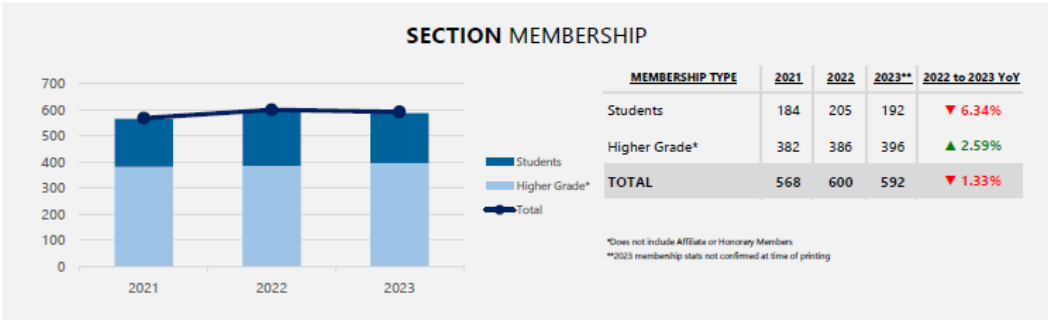 SECTION MEMBERSHIP
700
600
500
400
300
200
100
0
2021 2022 2023
Students
Higher Grade*
Total
MEMBERSHIP TYPE 2021 2022 2023** 2022 to 2023 YoY
Students 184 205 192 ▼ 6.34%
Higher Grade* 382 386 396 ▲ 2.59%
TOTAL 568 600 592 ▼ 1.33%
*Does not include Affiliate or Honorary Members
**2023 membership stats not confirmed at time of printing